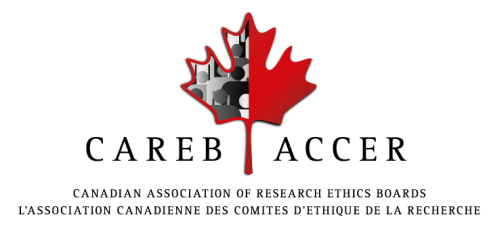 CAREB ACCER
CANADIAN ASSOCIATION OF RESEARCH ETHICS BOARDS
L'ASSOCIATION CANADIENNE DES COMITES D'ETHIQUE DE LA RECHERCHE